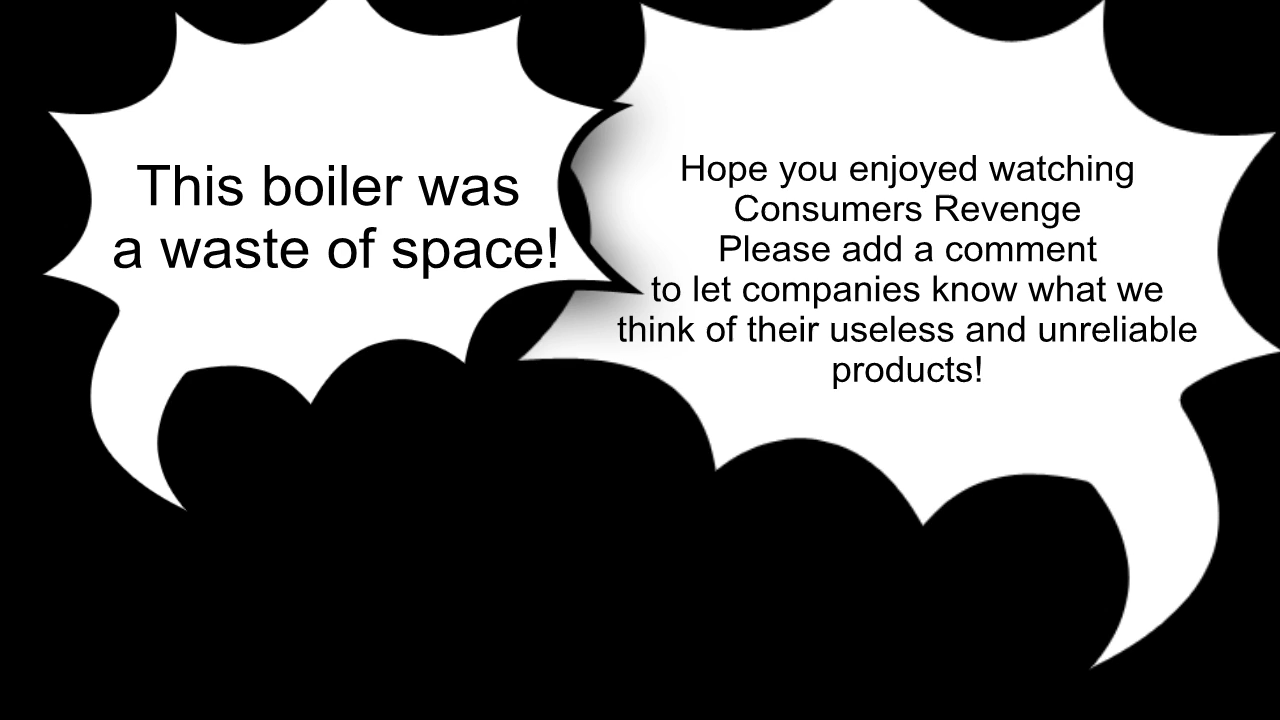 This boiler was
a waste of space!
Hope you enjoyed watching
Consumers Revenge
Please add a comment
to let companies know what we
think of their useless and unreliable
products!